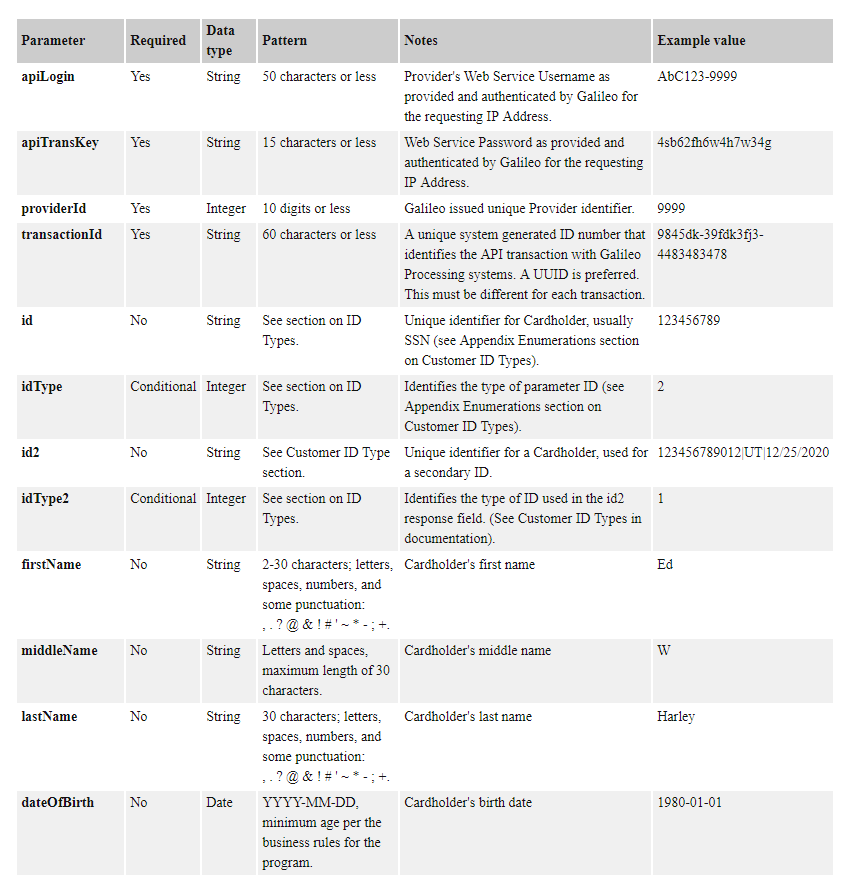 Parameter Required Data type Pattern Notes Example value
apiLogin Yes String 50 characters or less Provider's Web Service Username as
provided and authenticated by Galileo for
the requesting IP Address. AbC123-9999
apiTransKey Yes String 15 characters or less Web Service Password as provided and
authenticated by Galileo for the requesting
IP Address. 4sb62fh6w4h7w34g
providerId Yes Integer 10 digits or less Galileo issued unique Provider identifier. 9999
transactionId Yes String 60 characters or less A unique system generated ID number that
identifies the API transaction with Galileo
Processing systems. A UUID is preferred.
This must be different for each transaction. 9845dk-39fdk3fj3-
4483483478
id No String See section on ID
Types. Unique identifier for Cardholder, usually
SSN (see Appendix Enumerations section
on Customer ID Types). 123456789
idType Conditional Integer See section on ID
Types. Identifies the type of parameter ID (see
Appendix Enumerations section on
Customer ID Types). 2
id2 No String See Customer ID Type
section. Unique identifier for a Cardholder, used for
a secondary ID. 123456789012|UT|12/25/2020
idType2 Conditional Integer See section on ID
Types. Identifies the type of ID used in the id2
response field. (See Customer ID Types in
documentation). 1
firstName No String 2-30 characters; letters,
spaces, numbers, and
some punctuation:
, . ? @ & ! # ' ~ * - ; +. Cardholder's first name Ed
middleName No String Letters and spaces,
maximum length of 30
characters. Cardholder's middle name W
lastName No String 30 characters; letters,
spaces, numbers, and
some punctuation:
, . ? @ & ! # ' ~ * - ; +. Cardholder's last name Harley
dateOfBirth No Date YYYY-MM-DD,
minimum age per the
business rules for the
program. Cardholder's birth date 1980-01-01